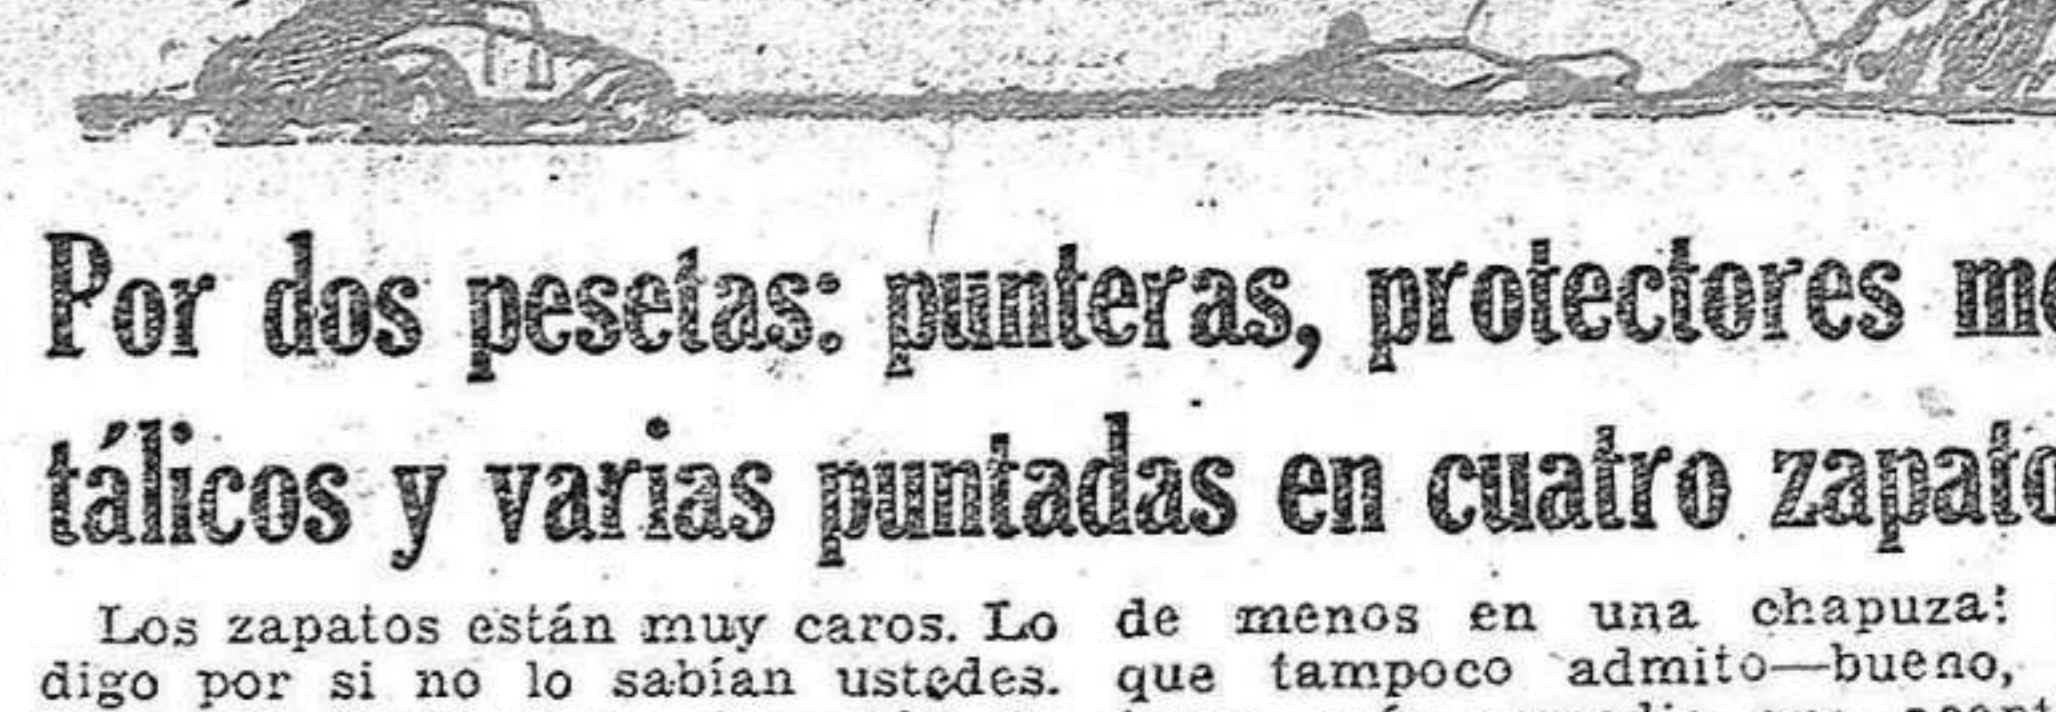 Por dos pesetas: punteras, protectores me
tálicos y varias puntadas en cuatro zapato
Los zapatos están muy caros. Lo
digo por si no lo sabían ustedes.
de menos en una chapuza:
que tampoco admito—bueno,